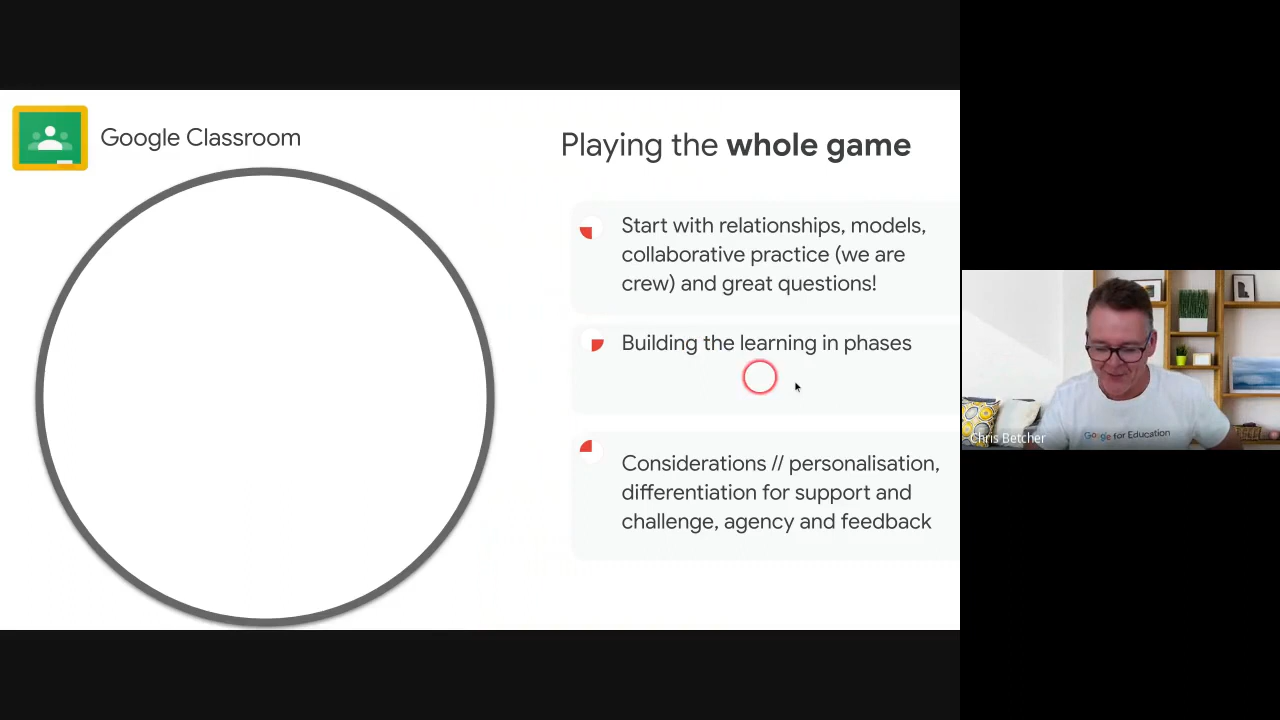 Google Classroom
Playing the whole game
Start with relationships, models,
collaborative practice (we are
crew) and great questions!
Building the learning in phases
Considerations // personalisation,
differentiation for support and
challenge, agency and feedback
Google for Education
Chris Betcher